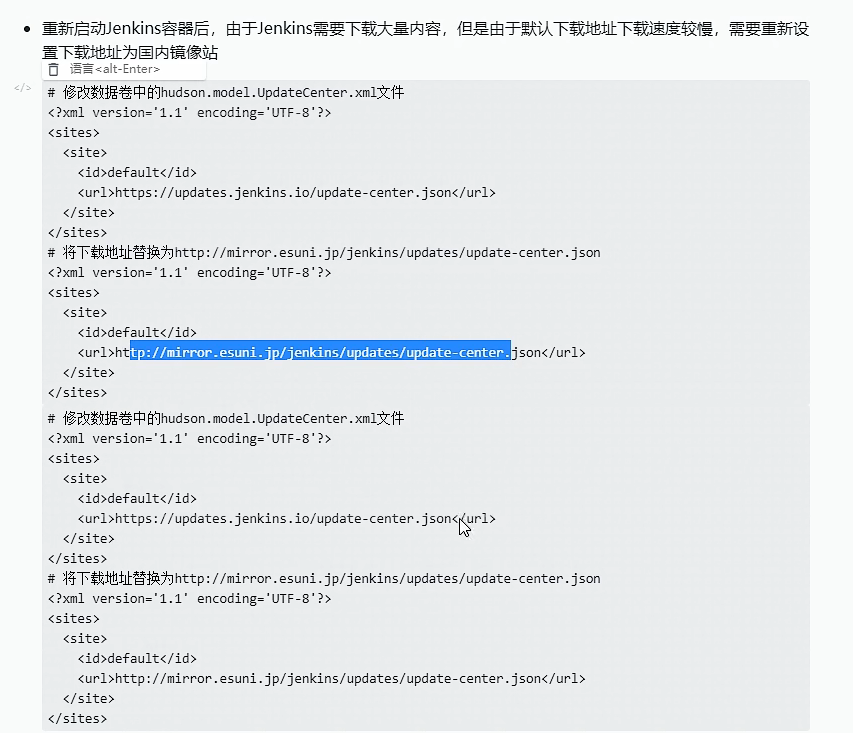 重新启动Jenkins容器后，由于Jenkins需要下载大量内容，但是由于默认下载地址下载速度较慢，需要重新设
置下载地址为国内镜像站
语言<alt-Enter>
</>
# 修改数据卷中的hudson.model.UpdateCenter.xml文件
<?xml version='1.1' encoding='UTF-8'?>
<sites>
  <site>
    <id>default</id>
    <url>https://updates.jenkins.io/update-center.json</url>
  </site>
</sites>
# 将下载地址替换为http://mirror.esuni.jp/jenkins/updates/update-center.json
<?xml version='1.1' encoding='UTF-8'?>
<sites>
  <site>
    <id>default</id>
    <url>http://mirror.esuni.jp/jenkins/updates/update-center.json</url>
  </site>
</sites>
# 修改数据卷中的hudson.model.UpdateCenter.xml文件
<?xml version='1.1' encoding='UTF-8'?>
<sites>
  <site>
    <id>default</id>
    <url>https://updates.jenkins.io/update-center.json</url>
  </site>
</sites>
# 将下载地址替换为http://mirror.esuni.jp/jenkins/updates/update-center.json
<?xml version='1.1' encoding='UTF-8'?>
<sites>
  <site>
    <id>default</id>
    <url>http://mirror.esuni.jp/jenkins/updates/update-center.json</url>
  </site>
</sites>